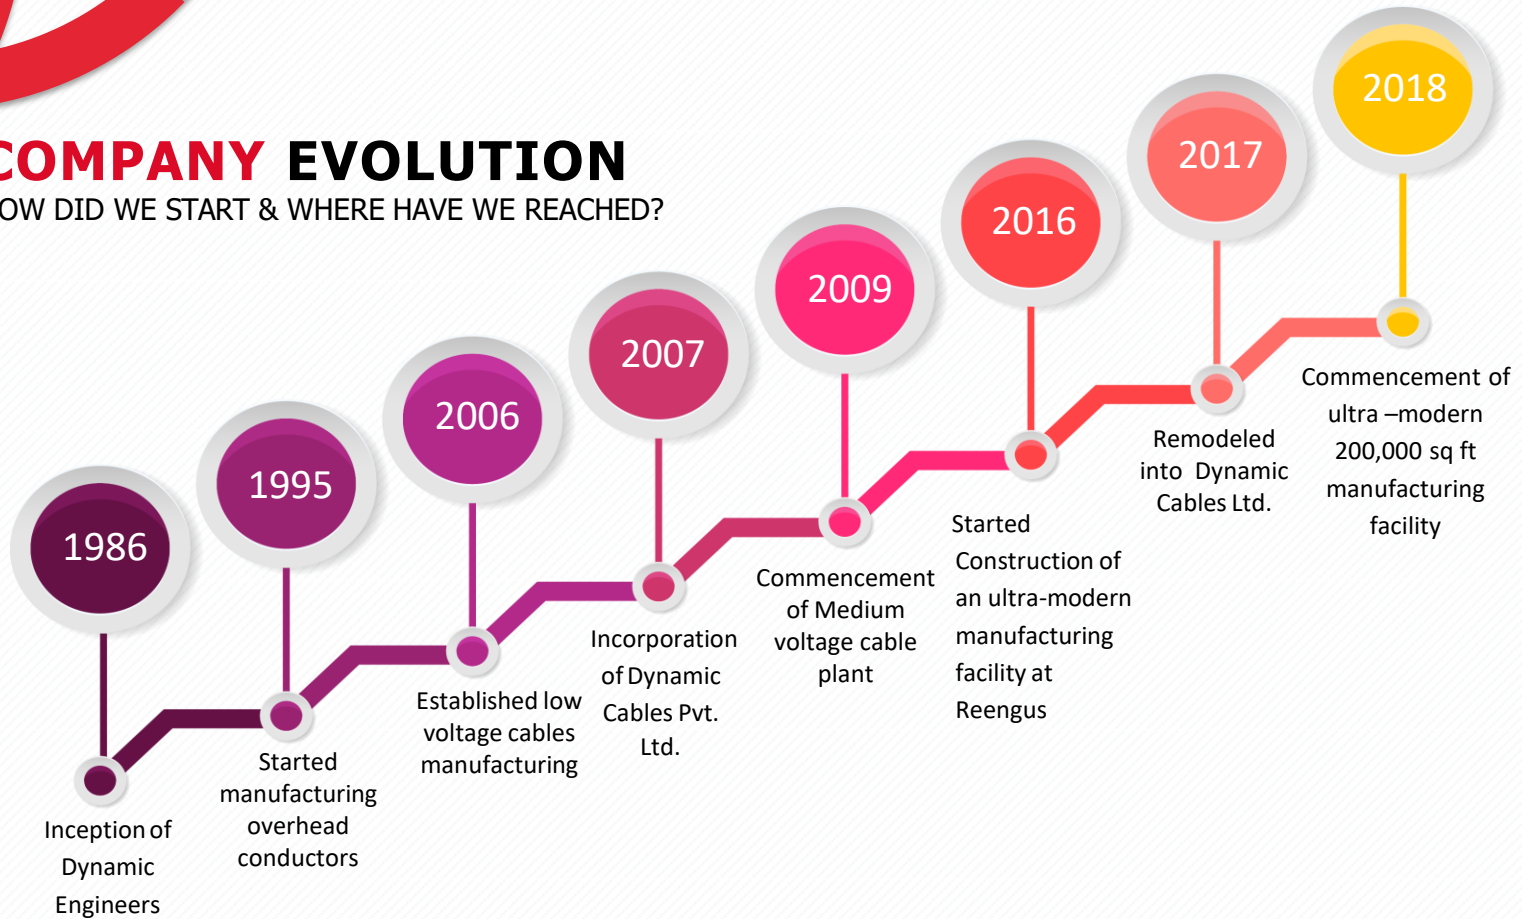 COMPANY EVOLUTION
OW DID WE START & WHERE HAVE WE REACHED?
1986
Inception of
Dynamic
Engineers
1995
Started
manufacturing
overhead
conductors
2006
Established low
voltage cables
manufacturing
2007
Incorporation
of Dynamic
Cables Pvt.
Ltd.
2009
Commencement
of Medium
voltage cable
plant
2016
Started
Construction of
an ultra-modern
manufacturing
facility at
Reengus
2017
Remodeled
into Dynamic
Cables Ltd.
2018
Commencement of
ultra –modern
200,000 sq ft
manufacturing
facility